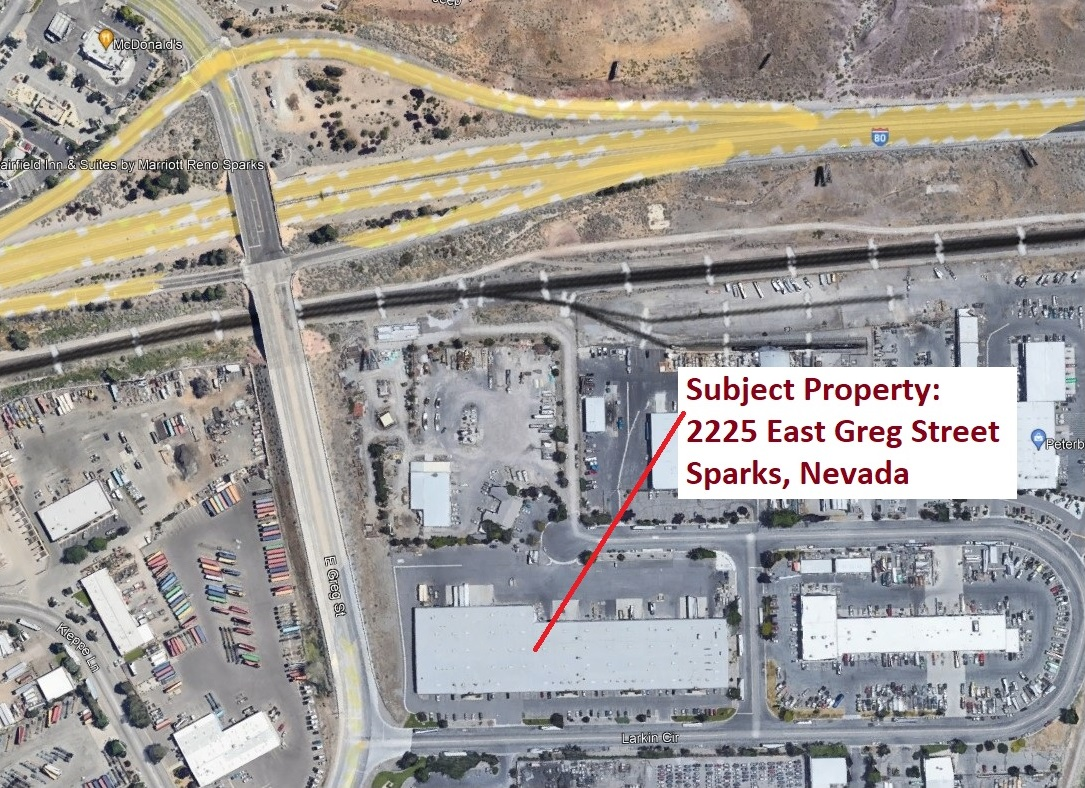 Jeep
McDonald's
80
airfield Inn & Suites by Marriott Reno Sparks
Subject Property:
2225 East Greg Street
Sparks, Nevada
Peterb
E Greg St
Kleppe Ln
Larkin Cir